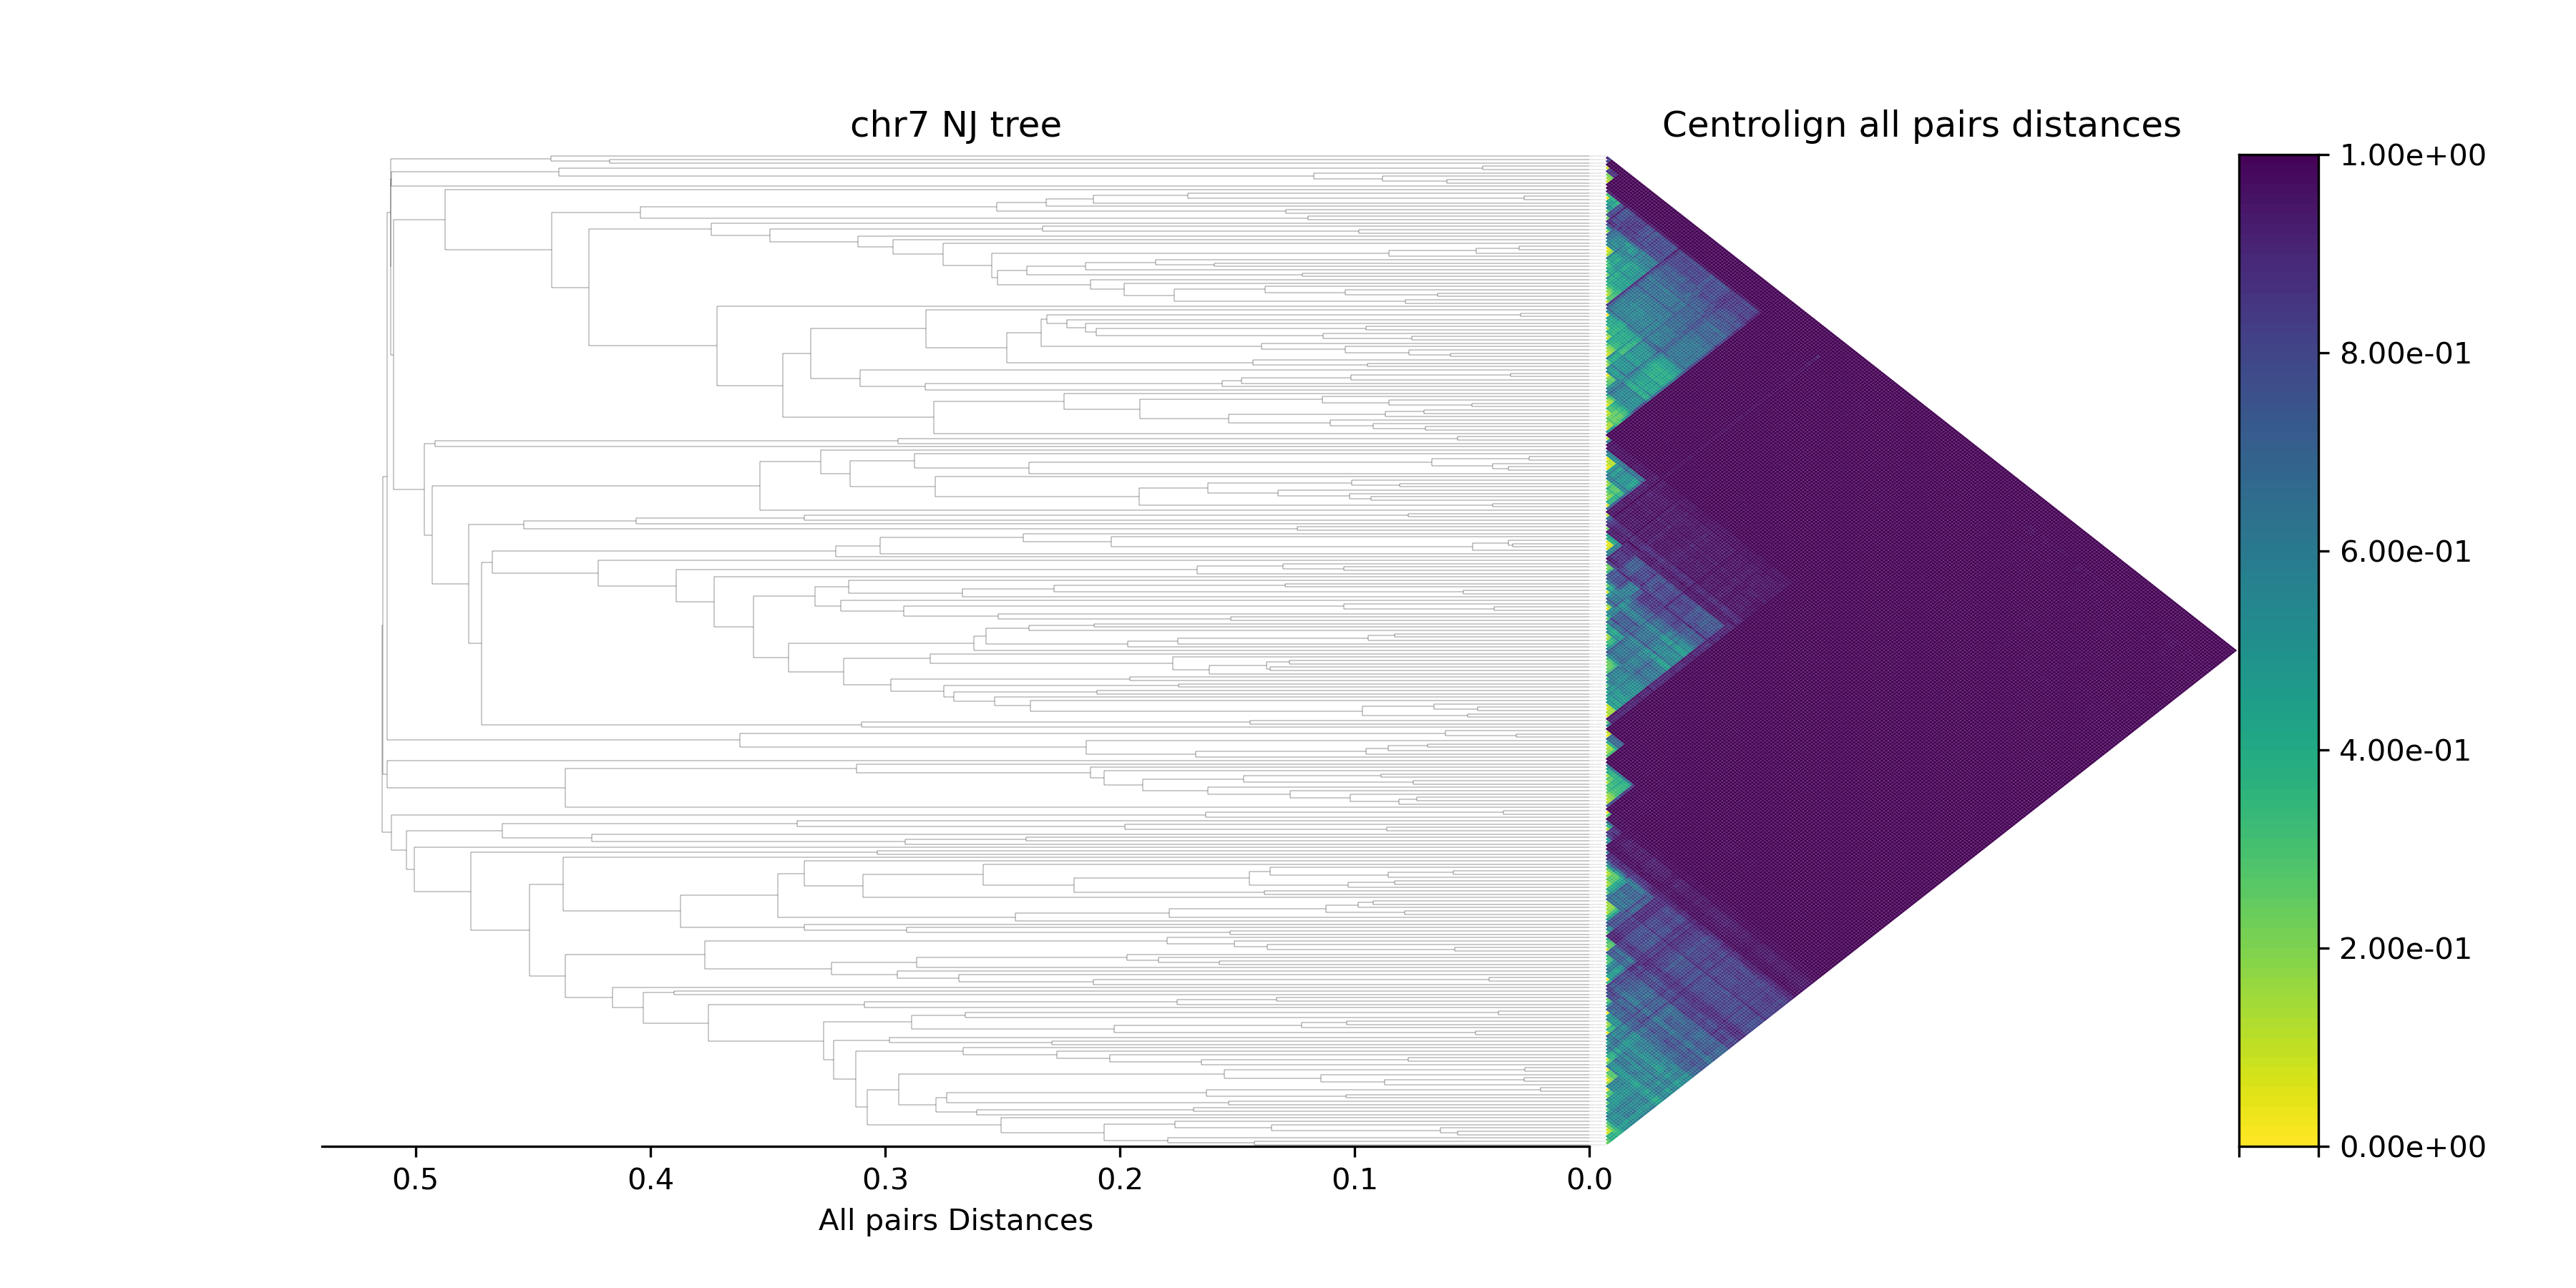 chr7 NJ tree
Centrolign all pairs distances
1.00e+00
8.00e-01
6.00e-01
4.00e-01
2.00e-01
0.00e+00
0.5 0.4 0.3 0.2 0.1 0.0
All pairs Distances